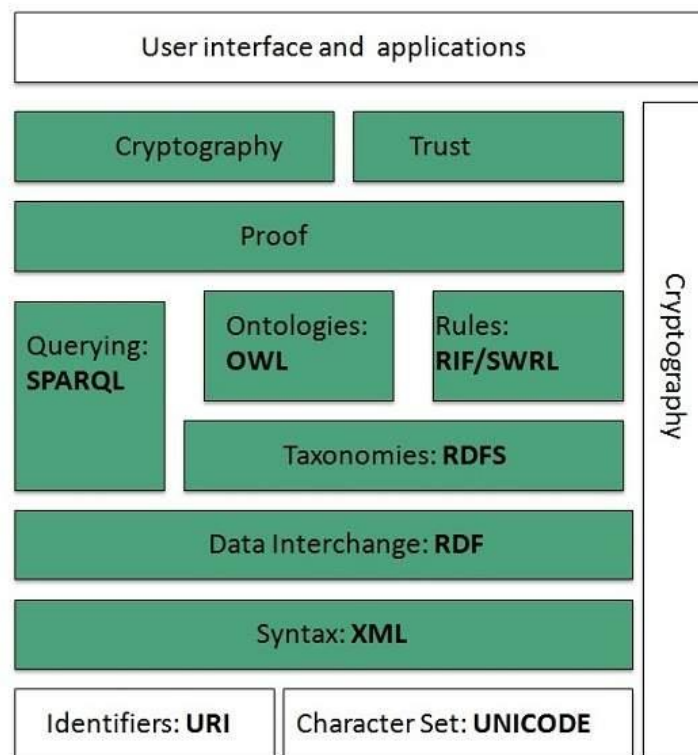 User interface and applications
Cryptography
Trust
Proof
Querying:
SPARQL
Ontologies:
OWL
Rules:
RIF/SWRL
Taxonomies: RDFS
Data Interchange: RDF
Syntax: XML
Identifiers: URI
Character Set: UNICODE
Cryptography